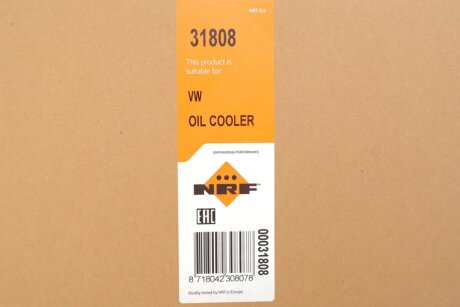 NRF.EU
31808
This product is
suitable for:
VW
OIL COOLER
EMPOWERING PERFORMANCE
NRF
EAC
00031808
8 718042 308078
Quality tested by NRF in Europe